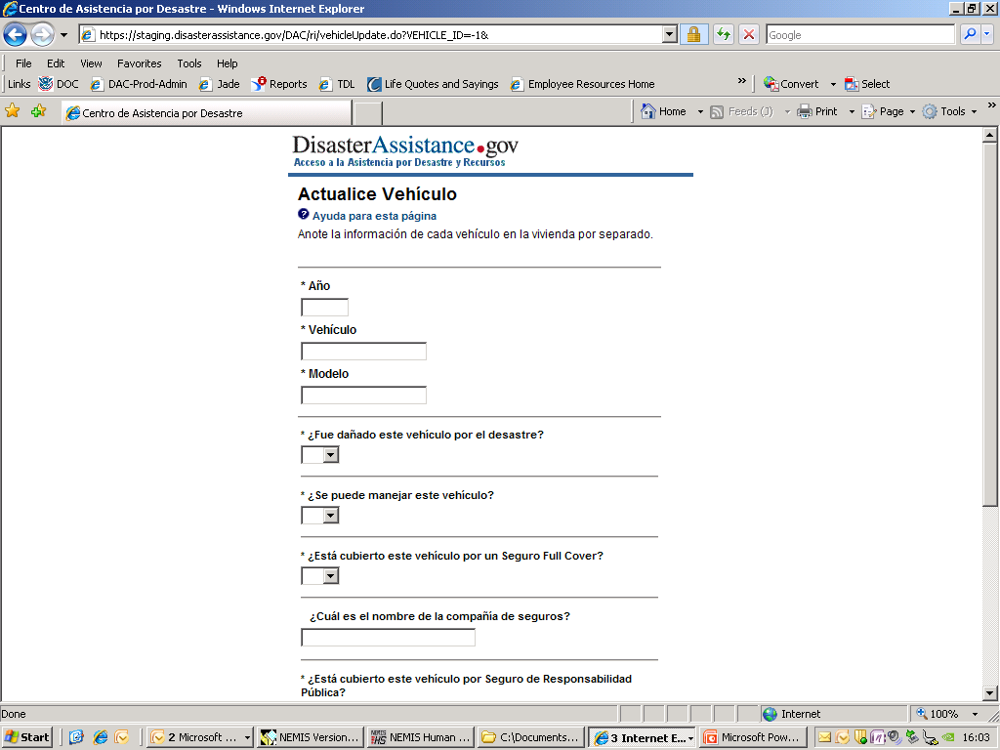 Centro de Asistencia por Desastre - Windows Internet Explorer
https://staging.disasterassistance.gov/DAC/ri/vehicleUpdate.do?VEHICLE_ID=-1&
Google
File Edit View Favorites Tools Help
Links DOC DAC-Prod-Admin Jade Reports TDL Life Quotes and Sayings Employee Resources Home » Convert Select
Centro de Asistencia por Desastre Home Feeds (J) Print Page Tools »
DisasterAssistance.gov
Acceso a la Asistencia por Desastre y Recursos
Actualice Vehículo
? Ayuda para esta página
Anote la información de cada vehículo en la vivienda por separado.
* Año
* Vehículo
* Modelo
* ¿Fue dañado este vehículo por el desastre?
* ¿Se puede manejar este vehículo?
* ¿Está cubierto este vehículo por un Seguro Full Cover?
¿Cuál es el nombre de la compañía de seguros?
* ¿Está cubierto este vehículo por Seguro de Responsabilidad
Pública?
Done Internet 100%
Start 2 Microsoft ... NEMIS Version... NEMIS Human ... C:\Documents... 3 Internet E... Microsoft Pow... 16:03